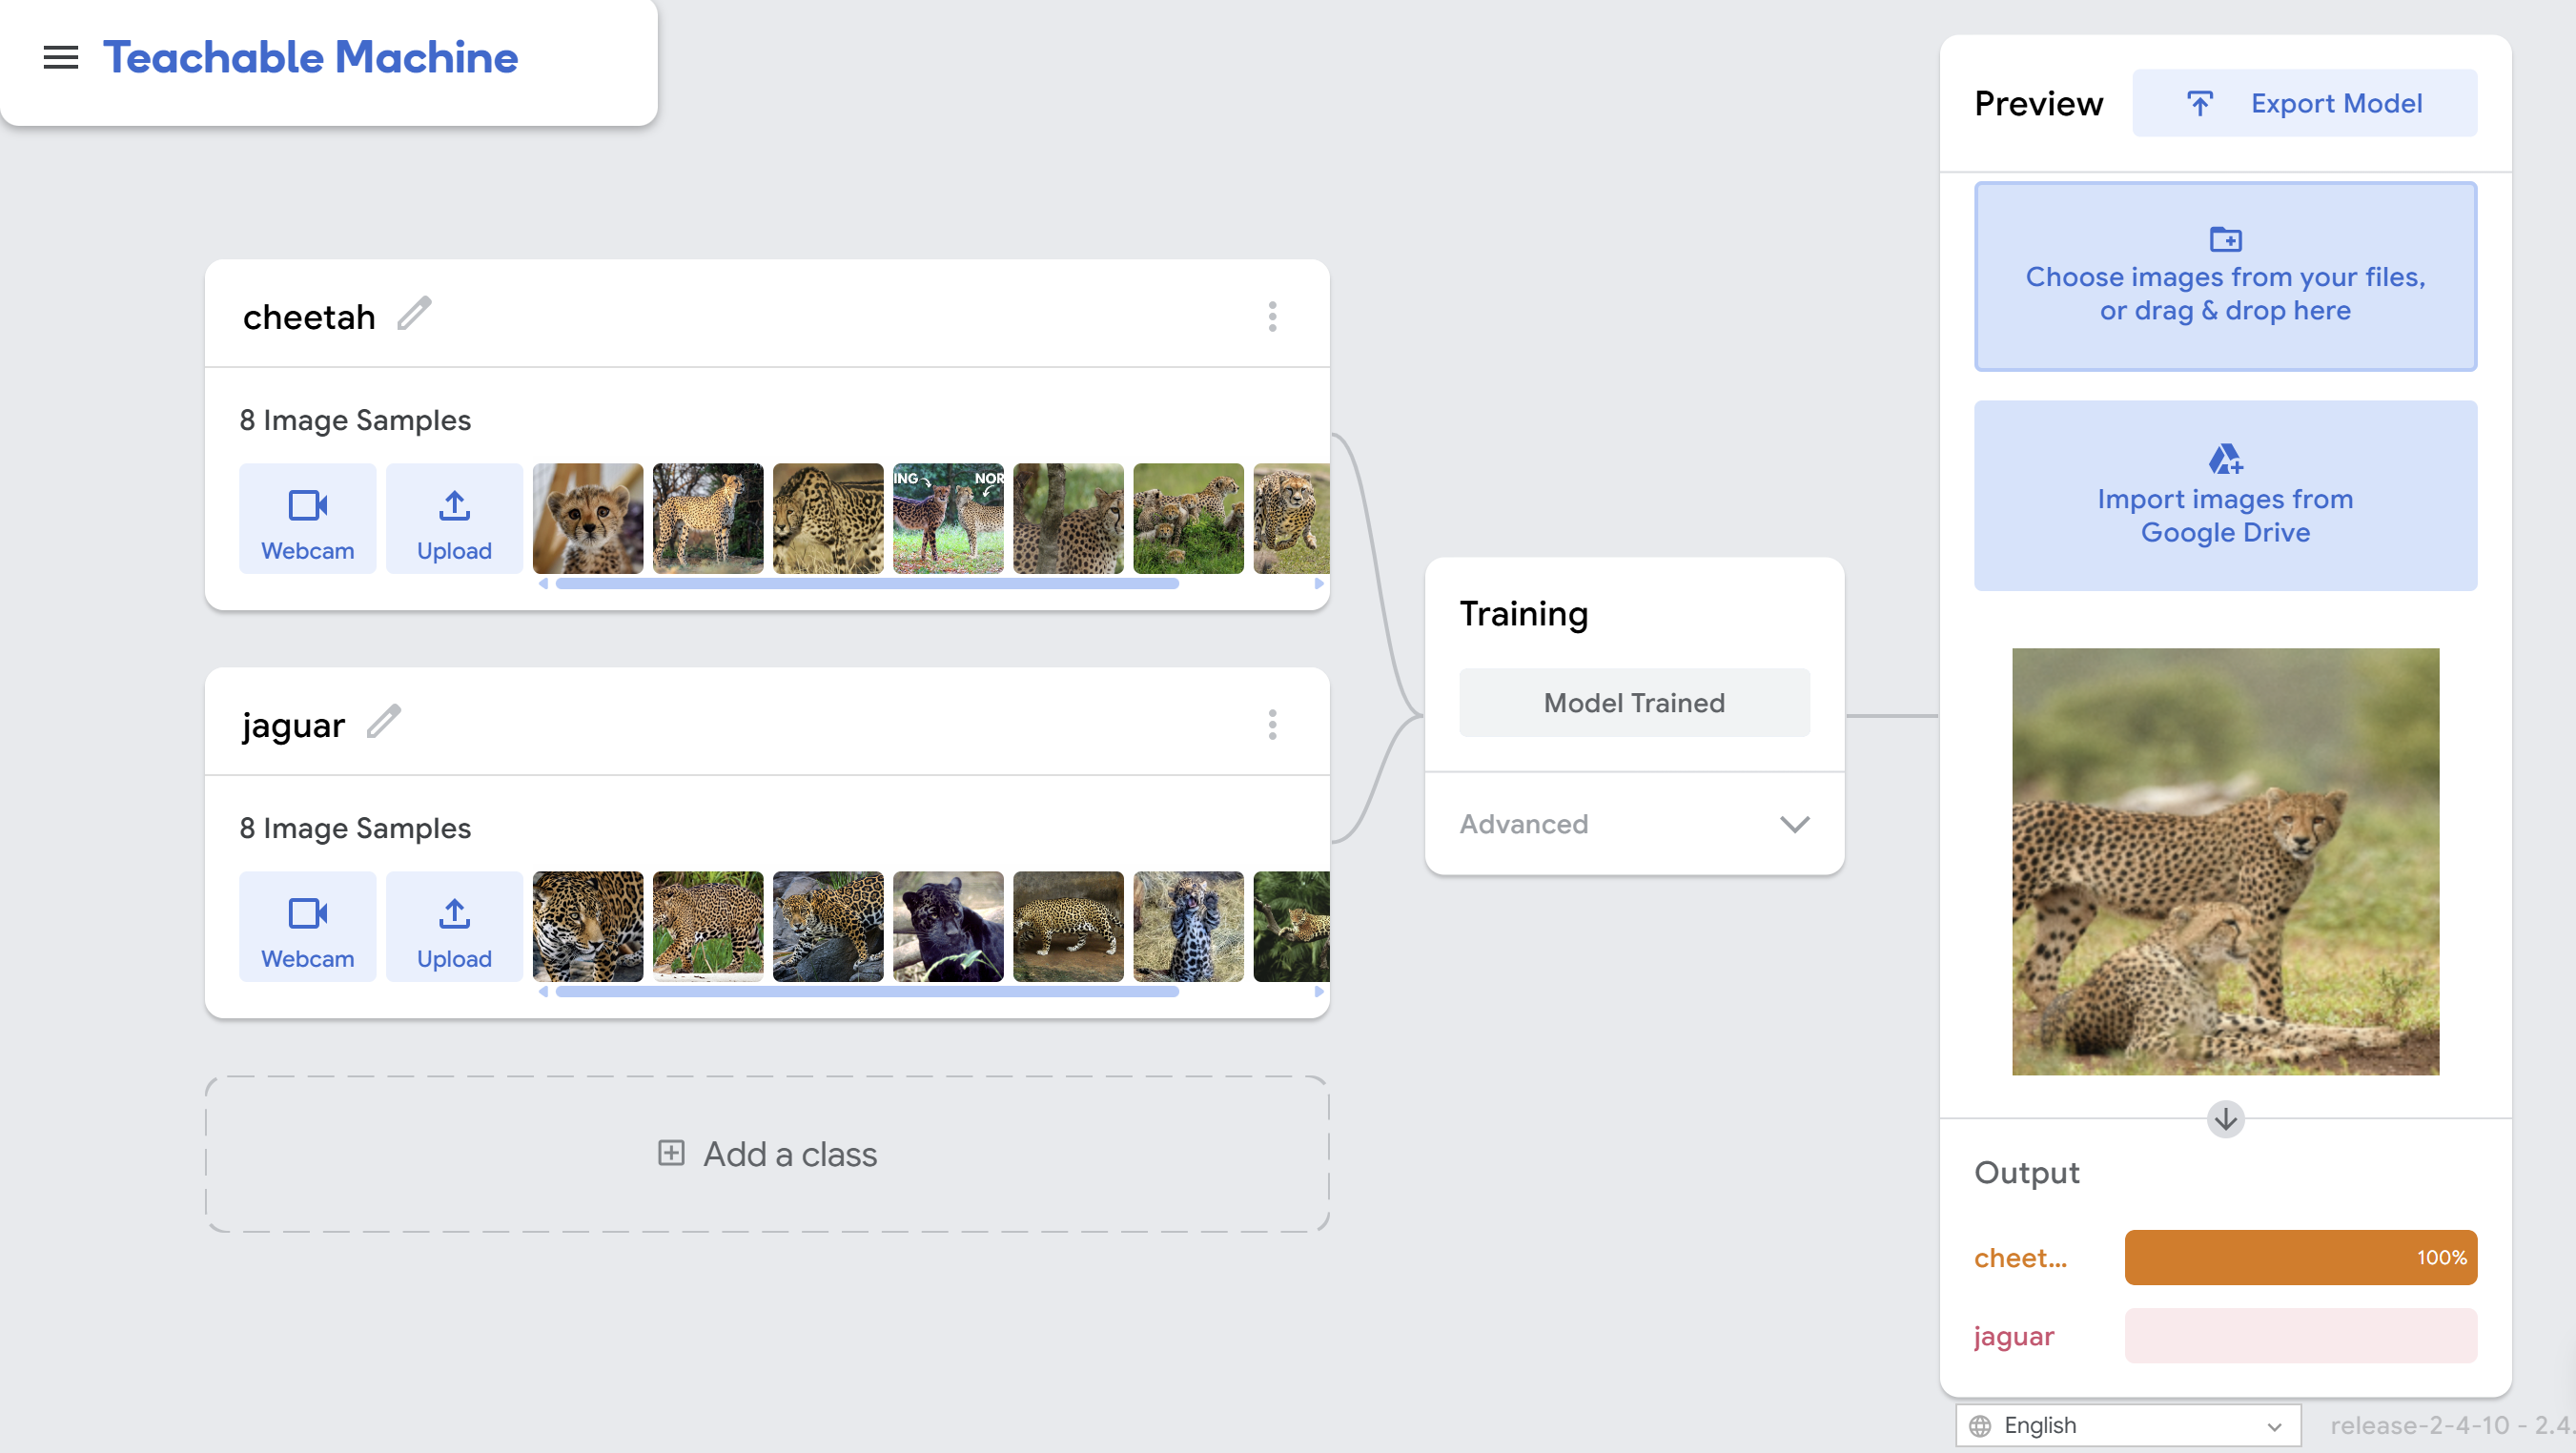 Teachable Machine
cheetah
8 Image Samples
Webcam
Upload
ING
NOR
jaguar
8 Image Samples
Webcam
Upload
Add a class
Training
Model Trained
Advanced
Preview
Export Model
Choose images from your files,
or drag & drop here
Import images from
Google Drive
Output
cheet...
100%
jaguar
English
release-2-4-10 - 2.4.